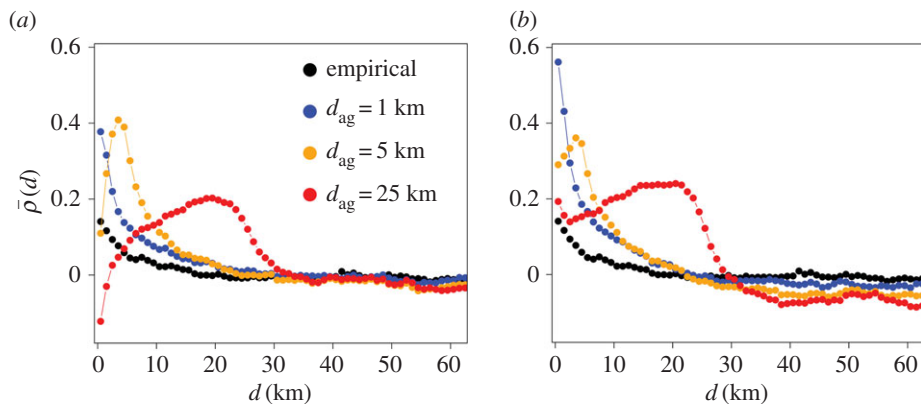 (a)
0.6
0.4
0.2
0
ρ̄(d)
empirical
d_ag = 1 km
d_ag = 5 km
d_ag = 25 km
0 10 20 30 40 50 60
d (km)
(b)
0.6
0.4
0.2
0
0 10 20 30 40 50 60
d (km)